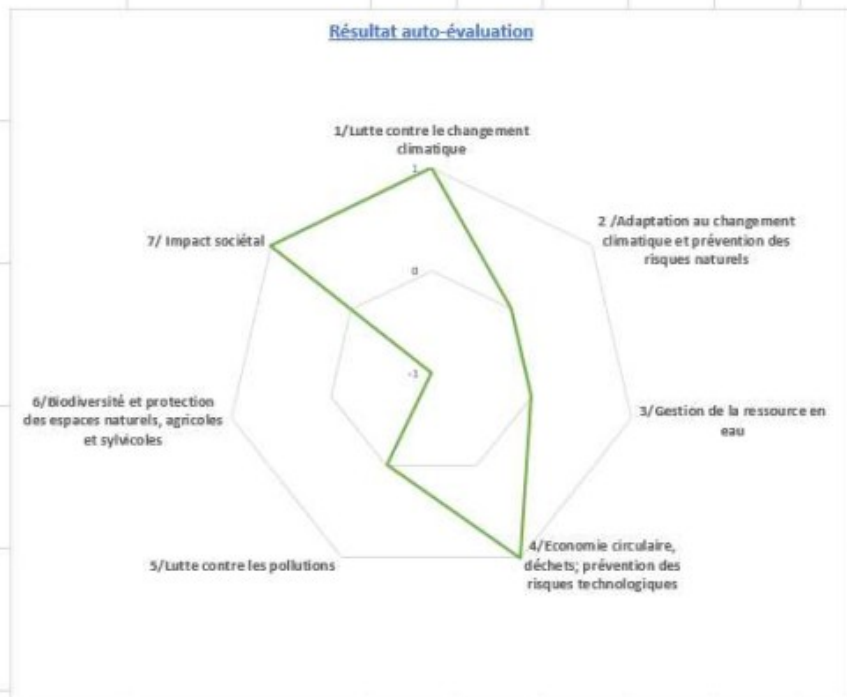 Résultat auto-évaluation
1/Lutte contre le changement
climatique
1
2 /Adaptation au changement
climatique et prévention des
risques naturels
7/ Impact sociétal
0
-1
6/Biodiversité et protection
des espaces naturels, agricoles
et sylvicoles
3/Gestion de la ressource en
eau
4/Economie circulaire,
déchets; prévention des
risques technologiques
5/Lutte contre les pollutions